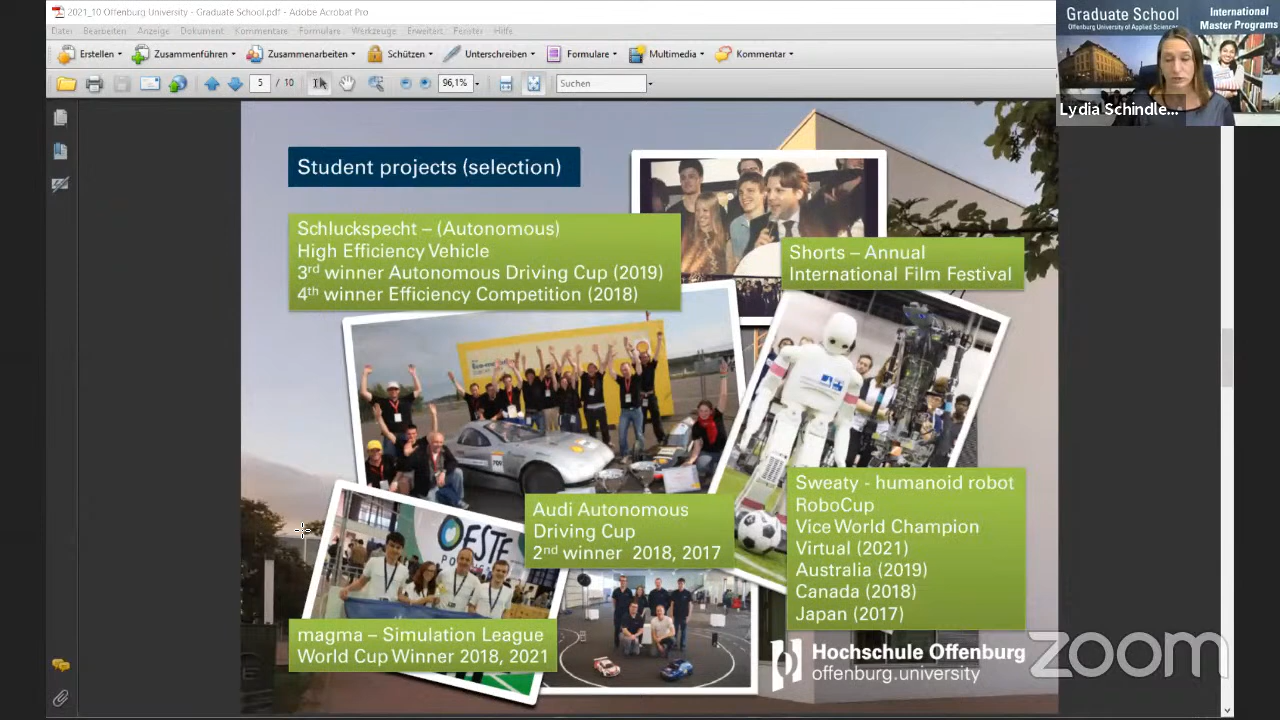 2021_10 Offenburg University - Graduate School.pdf - Adobe Acrobat Pro
Datei Bearbeiten Anzeige Dokument Kommentare Formulare Werkzeuge Erweitert Fenster Hilfe
Erstellen Zusammenführen Zusammenarbeiten Schützen Unterschreiben Formulare Multimedia Kommentar
5 / 10 96,1% Suchen
Graduate School
Offenburg University of Applied Sciences
International
Master Programs
Lydia Schindle...
Student projects (selection)
Schluckspecht – (Autonomous)
High Efficiency Vehicle
3rd winner Autonomous Driving Cup (2019)
4th winner Efficiency Competition (2018)
Shorts – Annual
International Film Festival
Audi Autonomous
Driving Cup
2nd winner 2018, 2017
Sweaty - humanoid robot
RoboCup
Vice World Champion
Virtual (2021)
Australia (2019)
Canada (2018)
Japan (2017)
magma – Simulation League
World Cup Winner 2018, 2021
Hochschule Offenburg
offenburg.university
zoom